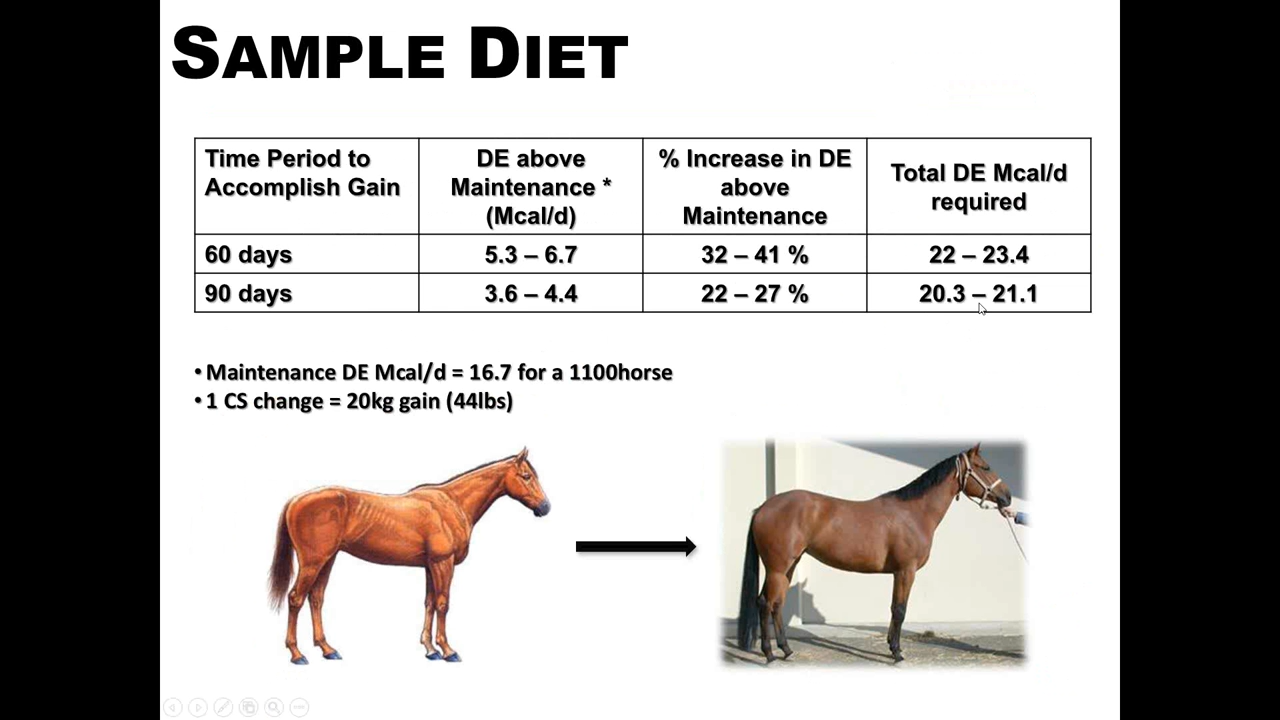 SAMPLE DIET
Time Period to
Accomplish Gain
DE above
Maintenance *
(Mcal/d)
% Increase in DE
above
Maintenance
Total DE Mcal/d
required
60 days
5.3 – 6.7
32 – 41 %
22 – 23.4
90 days
3.6 – 4.4
22 – 27 %
20.3 – 21.1
• Maintenance DE Mcal/d = 16.7 for a 1100horse
• 1 CS change = 20kg gain (44lbs)